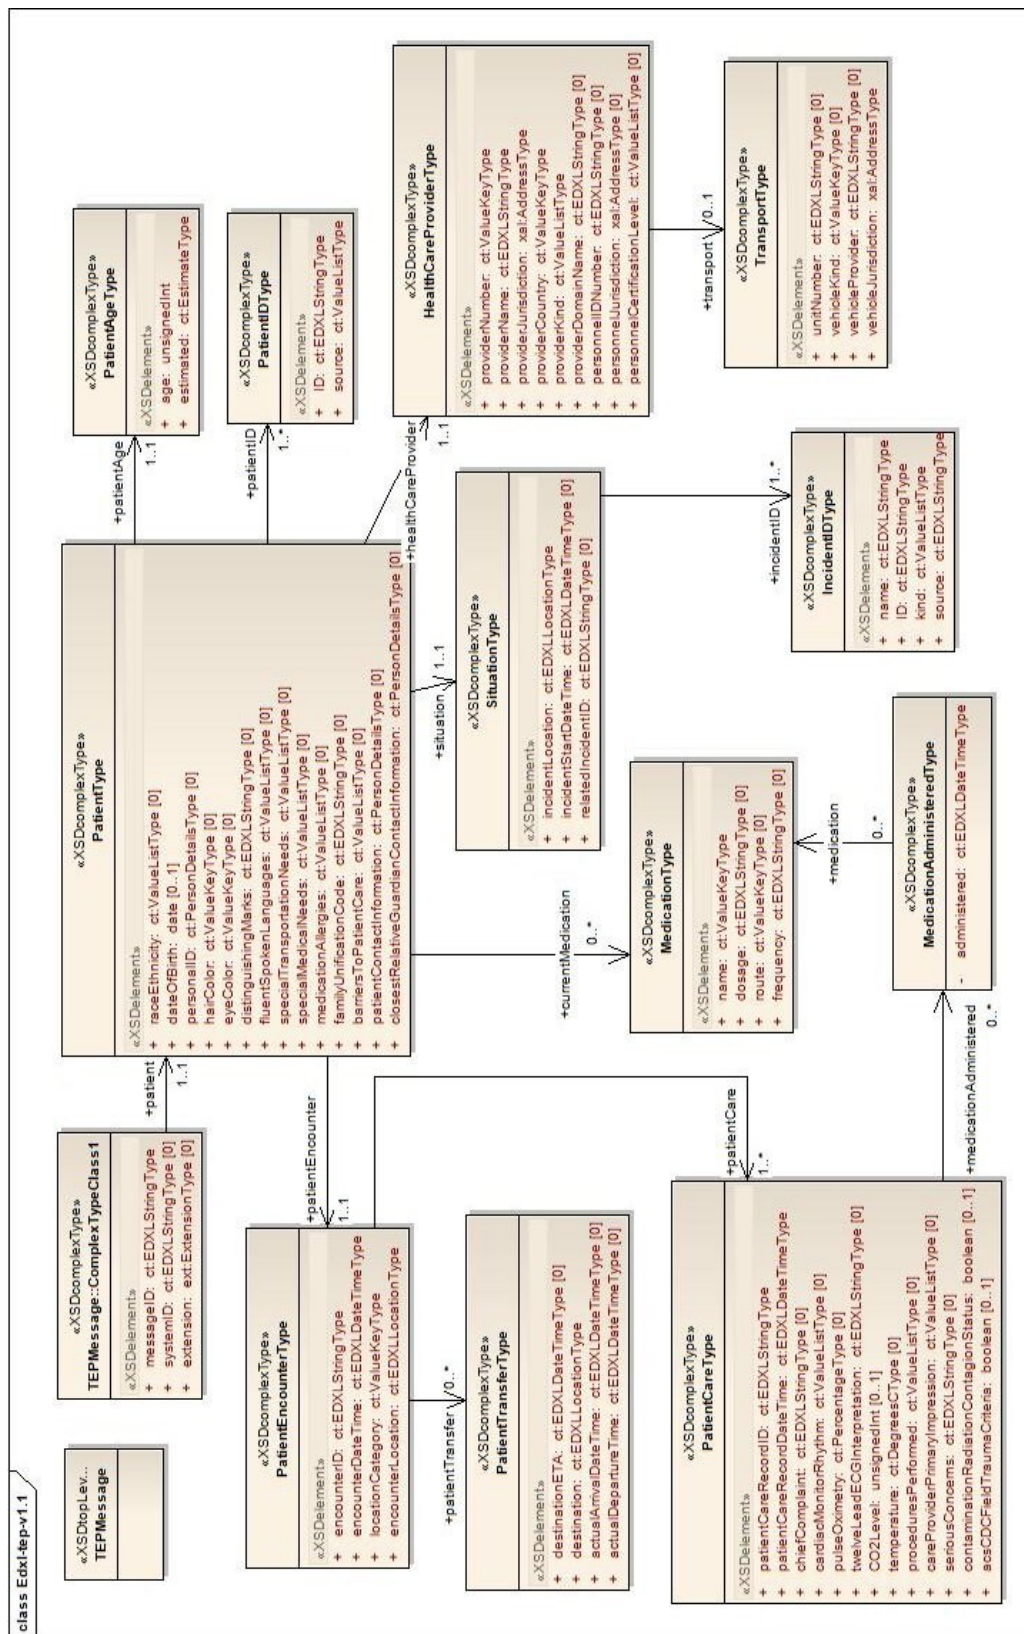 class Edxl-tep-v1.1
«XSDtopLev...
TEPMessage
«XSDcomplexType»
TEPMessage::ComplexTypeClass1
«XSDelement»
+ messageID: ct:EDXLStringType
+ systemID: ct:EDXLStringType [0]
+ extension: ext:ExtensionType [0]
+patient
1..1
«XSDcomplexType»
PatientType
«XSDelement»
+ raceEthnicity: ct:ValueListType [0]
+ dateOfBirth: date [0..1]
+ personalID: ct:PersonDetailsType [0]
+ hairColor: ct:ValueKeyType [0]
+ eyeColor: ct:ValueKeyType [0]
+ distinguishingMarks: ct:EDXLStringType [0]
+ fluentSpokenLanguages: ct:ValueListType [0]
+ specialTransportationNeeds: ct:ValueListType [0]
+ specialMedicalNeeds: ct:ValueListType [0]
+ medicationAllergies: ct:ValueListType [0]
+ familyUnificationCode: ct:EDXLStringType [0]
+ barriersToPatientCare: ct:ValueListType [0]
+ patientContactInformation: ct:PersonDetailsType [0]
+ closestRelativeGuardianContactInformation: ct:PersonDetailsType [0]
+patientAge
1..1
«XSDcomplexType»
PatientAgeType
«XSDelement»
+ age: unsignedInt
+ estimated: ct:EstimateType
+patientID
1..*
«XSDcomplexType»
PatientIDType
«XSDelement»
+ ID: ct:EDXLStringType
+ source: ct:ValueListType
+healthCareProvider
1..1
«XSDcomplexType»
HealthCareProviderType
«XSDelement»
+ providerNumber: ct:ValueKeyType
+ providerName: ct:EDXLStringType
+ providerJurisdiction: xal:AddressType
+ providerCountry: ct:ValueKeyType
+ providerKind: ct:ValueListType
+ providerDomainName: ct:EDXLStringType [0]
+ personnelIDNumber: ct:EDXLStringType [0]
+ personnelJurisdiction: xal:AddressType [0]
+ personnelCertificationLevel: ct:ValueListType [0]
+patientEncounter
1..1
«XSDcomplexType»
PatientEncounterType
«XSDelement»
+ encounterID: ct:EDXLStringType
+ encounterDateTime: ct:EDXLDateTimeType
+ locationCategory: ct:ValueKeyType
+ encounterLocation: ct:EDXLLocationType
+situation
1..1
«XSDcomplexType»
SituationType
«XSDelement»
+ incidentLocation: ct:EDXLLocationType
+ incidentStartDateTime: ct:EDXLDateTimeType [0]
+ relatedIncidentID: ct:EDXLStringType [0]
+transport
0..1
«XSDcomplexType»
TransportType
«XSDelement»
+ unitNumber: ct:EDXLStringType [0]
+ vehicleKind: ct:ValueKeyType [0]
+ vehicleProvider: ct:EDXLStringType [0]
+ vehicleJurisdiction: xal:AddressType
+patientTransfer
0..*
«XSDcomplexType»
PatientTransferType
«XSDelement»
+ destinationETA: ct:EDXLDateTimeType [0]
+ destination: ct:EDXLLocationType
+ actualArrivalDateTime: ct:EDXLDateTimeType [0]
+ actualDepartureTime: ct:EDXLDateTimeType [0]
+currentMedication
0..*
«XSDcomplexType»
MedicationType
«XSDelement»
+ name: ct:ValueKeyType
+ dosage: ct:EDXLStringType [0]
+ route: ct:ValueKeyType [0]
+ frequency: ct:EDXLStringType [0]
+incidentID
1..*
«XSDcomplexType»
IncidentIDType
«XSDelement»
+ name: ct:EDXLStringType
+ ID: ct:EDXLStringType
+ kind: ct:ValueListType
+ source: ct:EDXLStringType
+patientCare
1..*
«XSDcomplexType»
PatientCareType
«XSDelement»
+ patientCareRecordID: ct:EDXLStringType
+ patientCareRecordDateTime: ct:EDXLDateTimeType
+ chiefComplaint: ct:EDXLStringType [0]
+ cardiacMonitorRhythm: ct:ValueListType [0]
+ pulseOximetry: ct:PercentageType [0]
+ twelveLeadECGInterpretation: ct:EDXLStringType [0]
+ CO2Level: unsignedInt [0..1]
+ temperature: ct:DegreesCType [0]
+ proceduresPerformed: ct:ValueListType [0]
+ careProviderPrimaryImpression: ct:ValueListType
+ seriousConcerns: ct:EDXLStringType [0]
+ contaminationRadiationContagionStatus: boolean [0..1]
+ acsCDCFieldTraumaCriteria: boolean [0..1]
+medication
0..*
+medicationAdministered
0..*
«XSDcomplexType»
MedicationAdministeredType
- administered: ct:EDXLDateTimeType